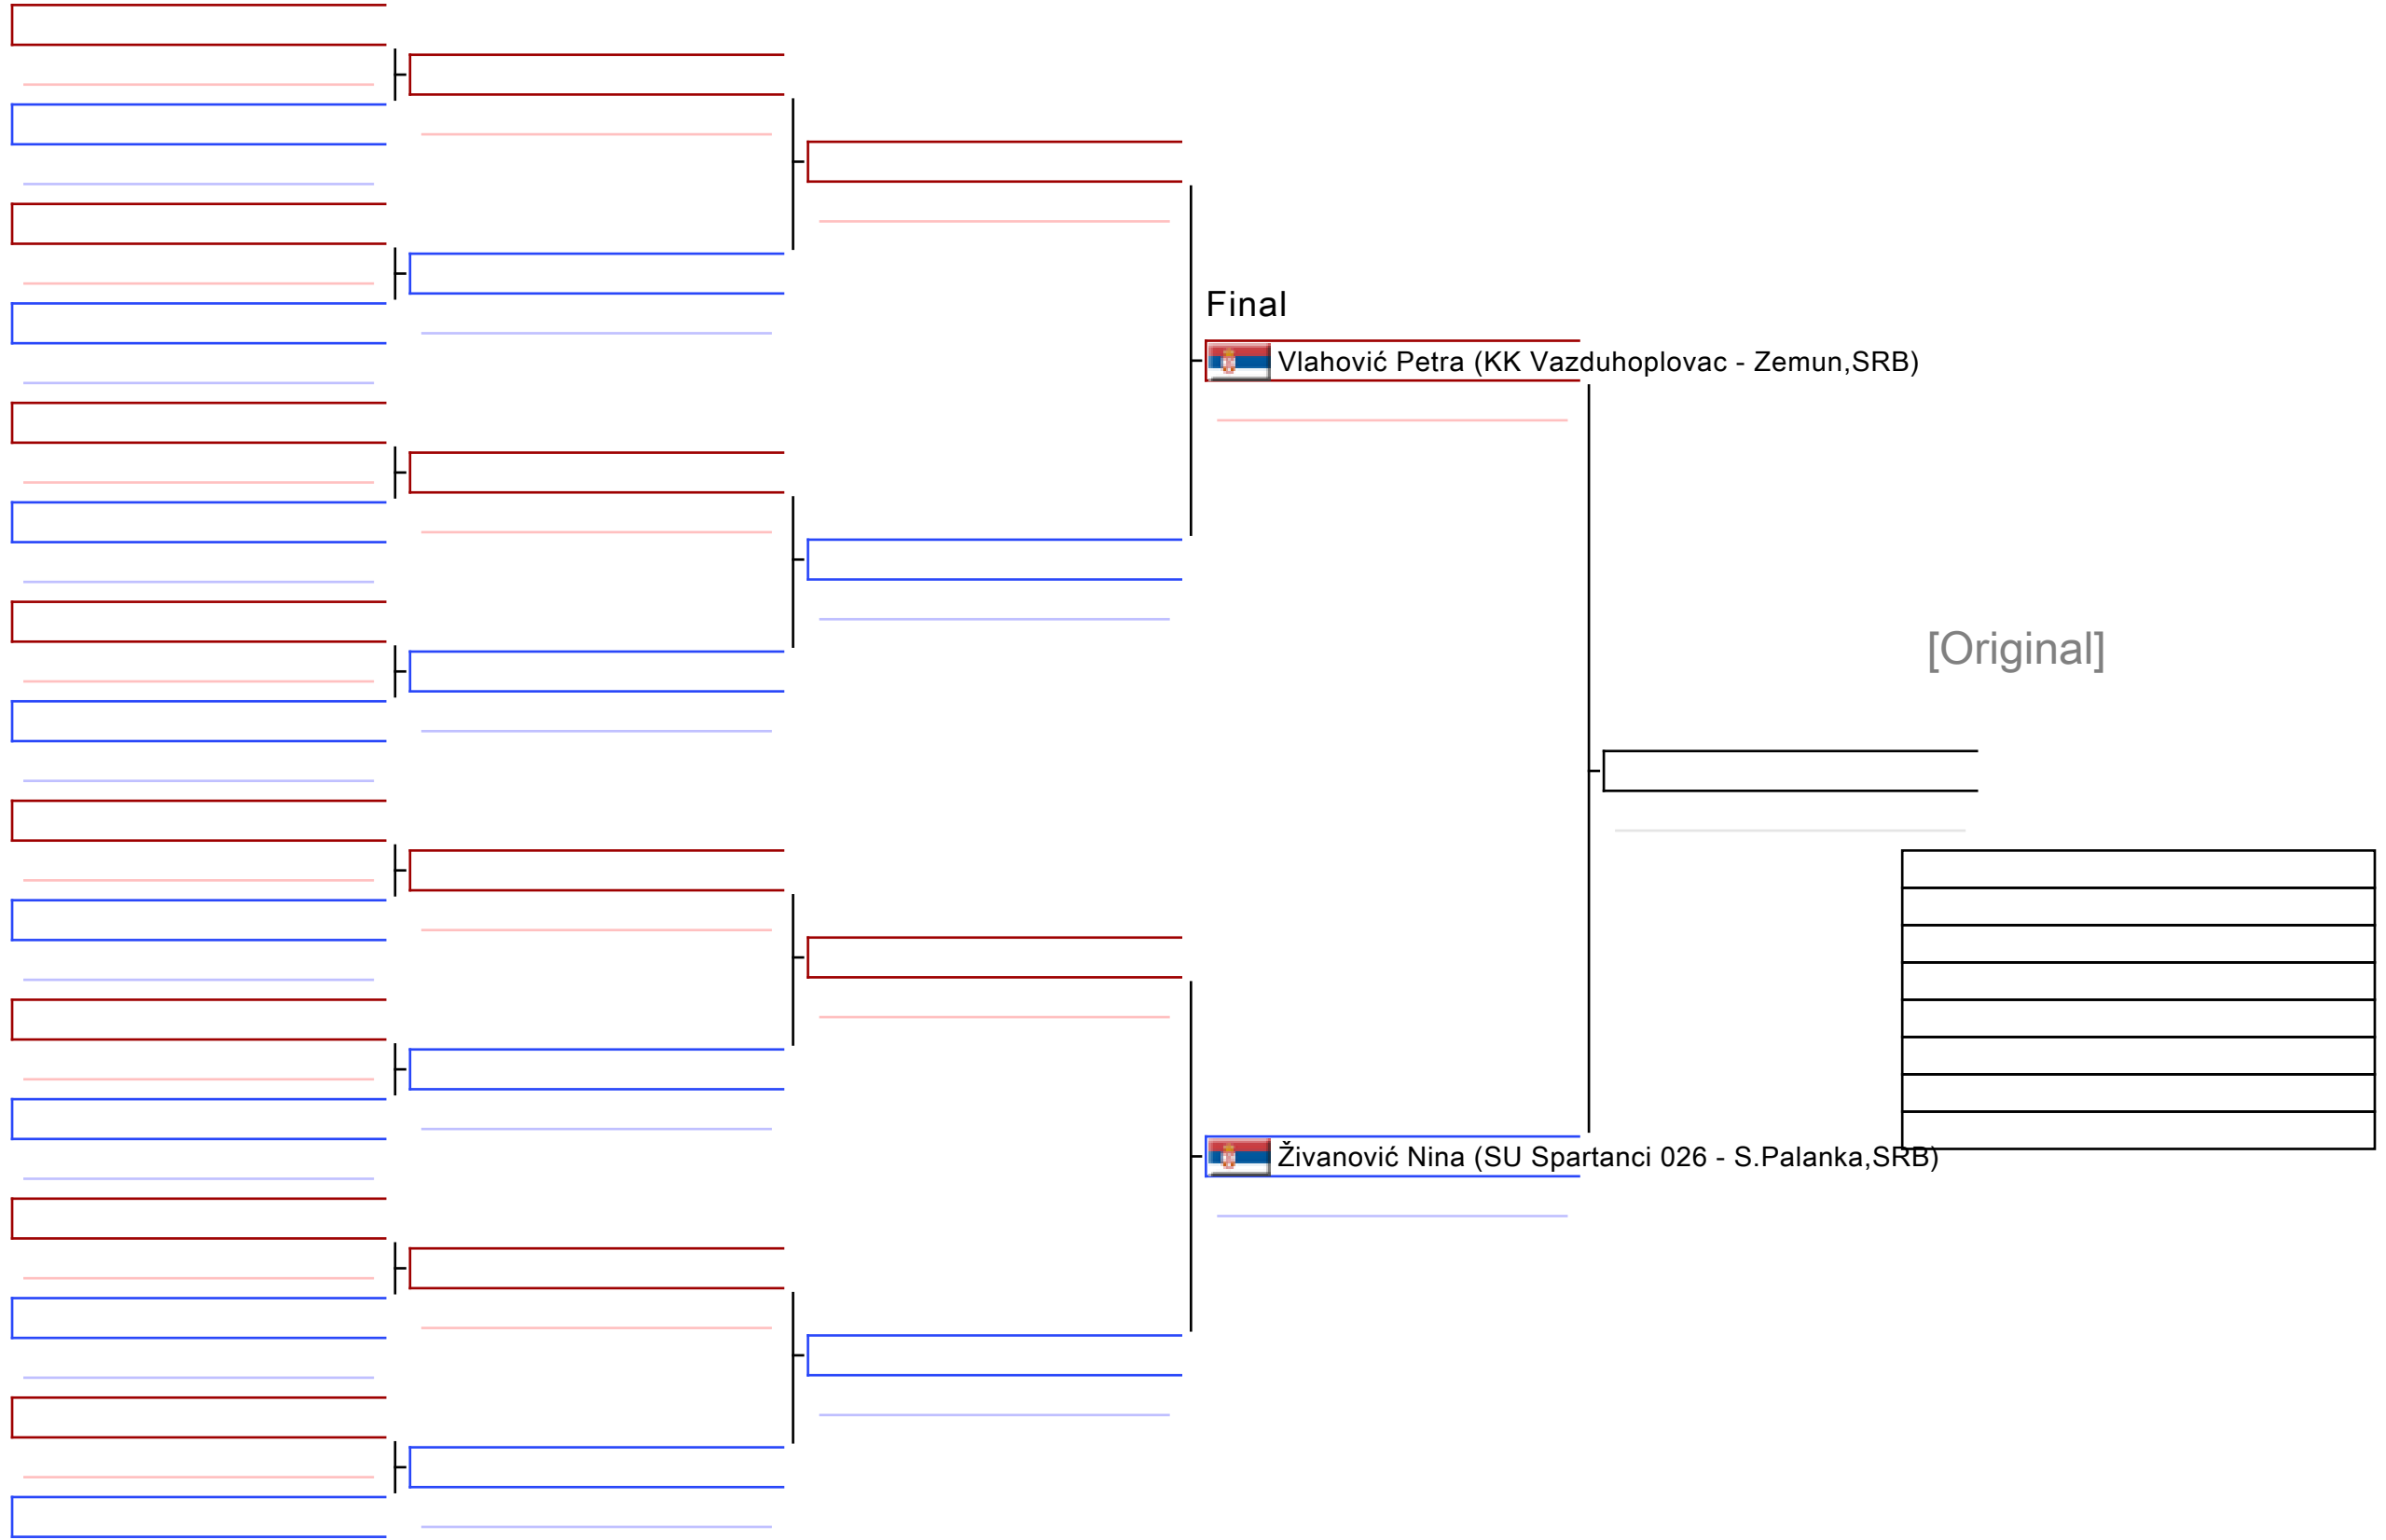 Final
Vlahović Petra (KK Vazduhoplovac - Zemun,SRB)
[Original]
Živanović Nina (SU Spartanci 026 - S.Palanka,SRB)